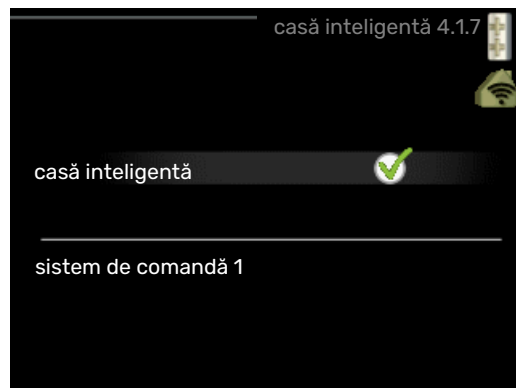 casă inteligentă 4.1.7
casă inteligentă
sistem de comandă 1